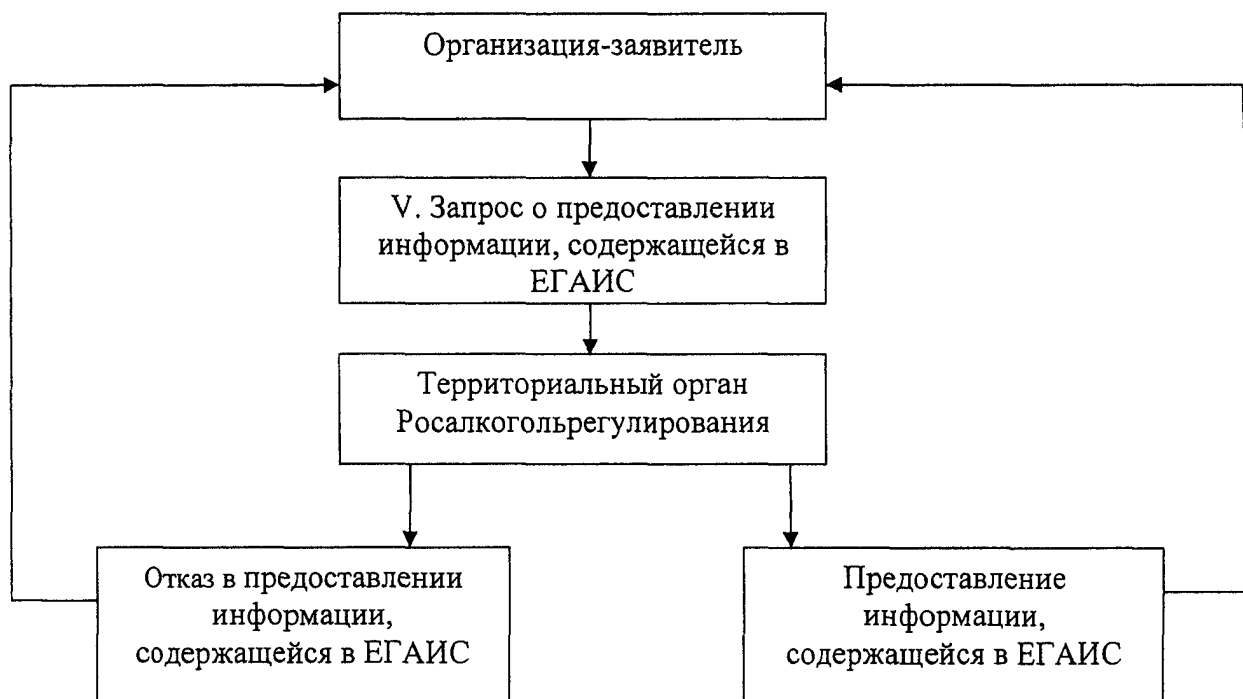 Организация-заявитель
V. Запрос о предоставлении
информации, содержащейся в
ЕГАИС
Территориальный орган
Росалкогольрегулирования
Отказ в предоставлении
информации,
содержащейся в ЕГАИС
Предоставление
информации,
содержащейся в ЕГАИС